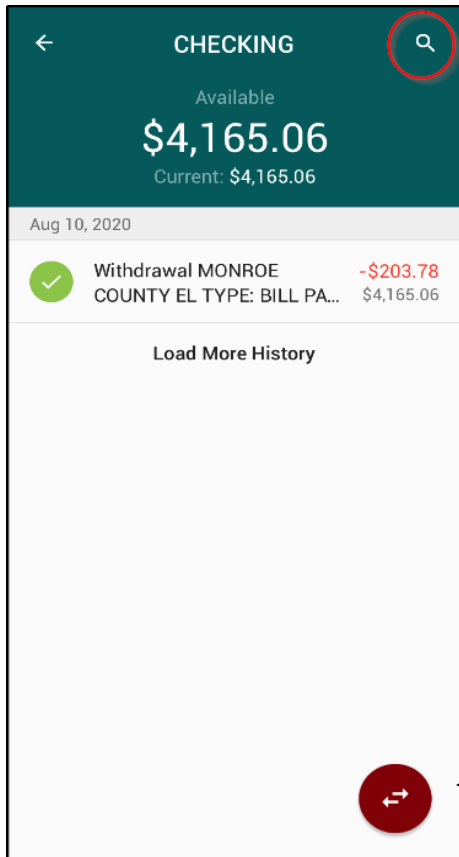 CHECKING
Available
$4,165.06
Current: $4,165.06
Aug 10, 2020
Withdrawal MONROE -$203.78
COUNTY EL TYPE: BILL PA... $4,165.06
Load More History